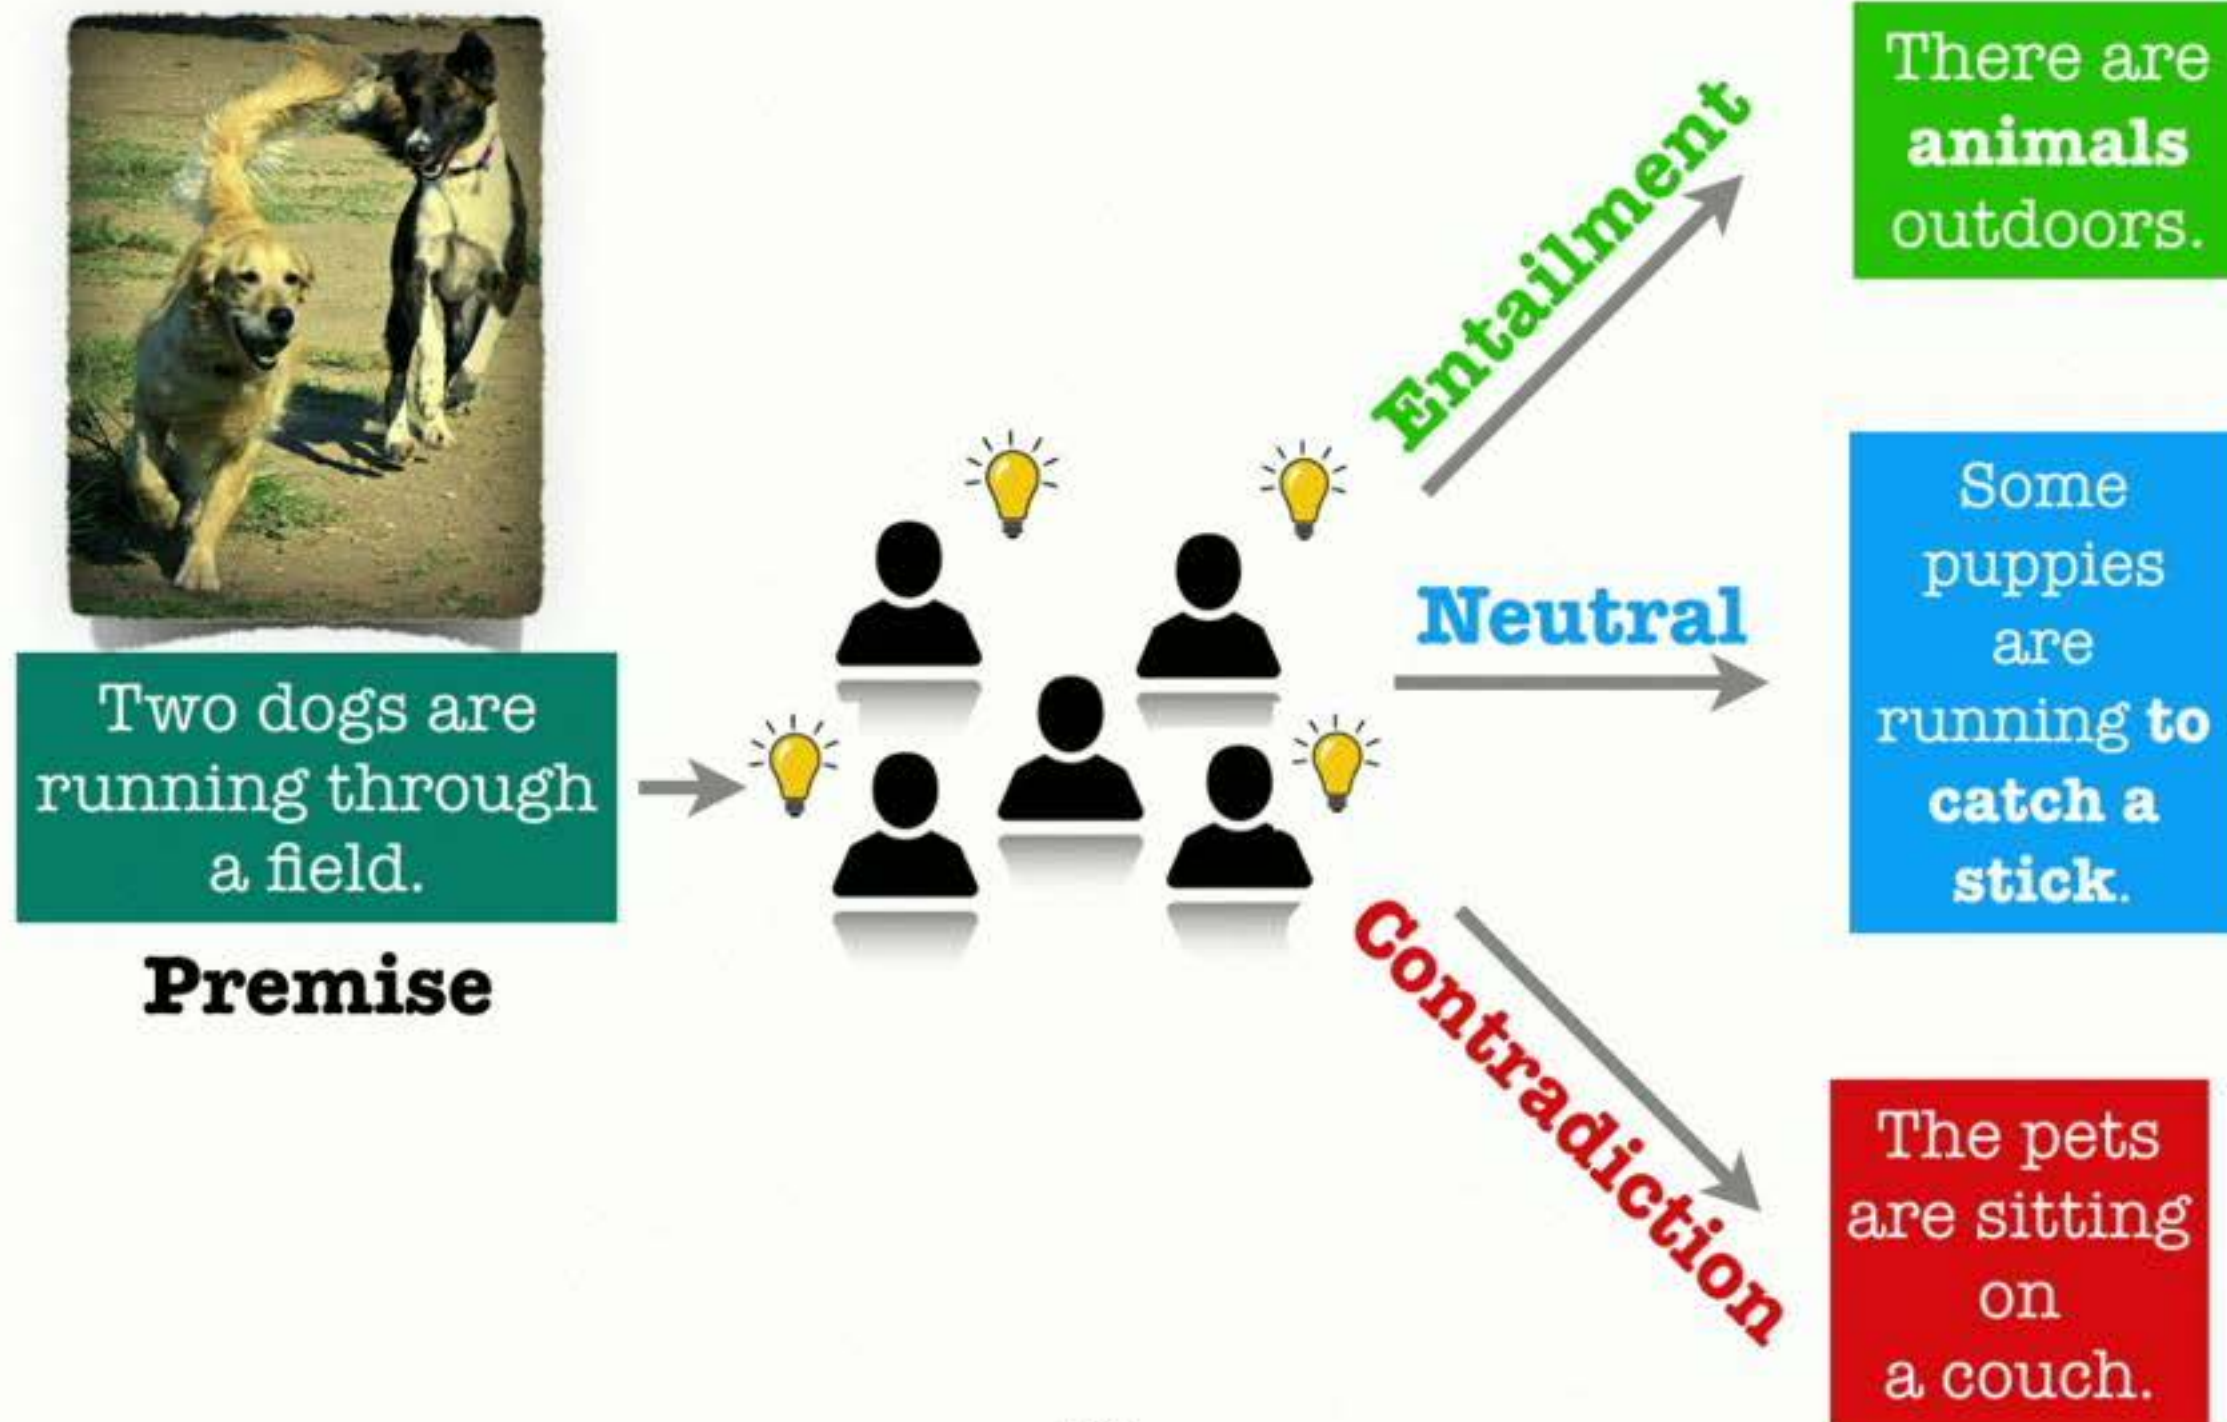 Two dogs are
running through
a field.
Premise
Entailment
There are
animals
outdoors.
Neutral
Some
puppies
are
running to
catch a
stick.
Contradiction
The pets
are sitting
on
a couch.